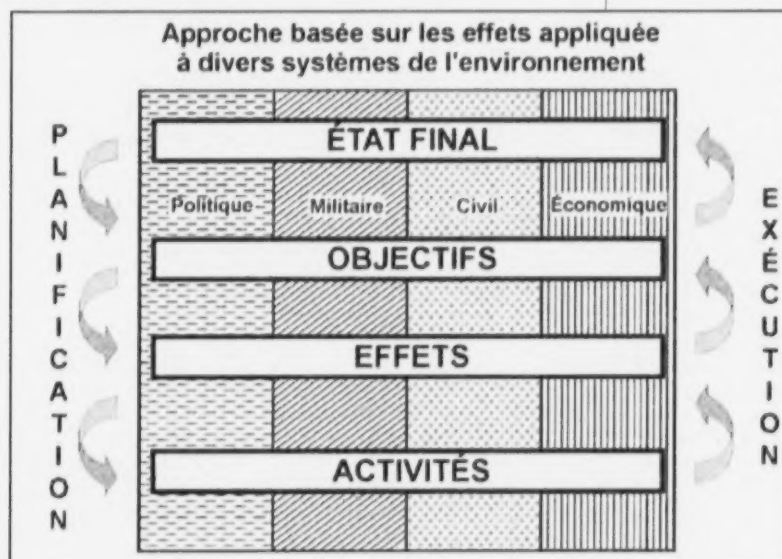 Approche basée sur les effets appliquée
à divers systèmes de l'environnement
PLANIFICATION
ÉTAT FINAL
Politique Militaire Civil Économique
OBJECTIFS
EFFETS
ACTIVITÉS
EXÉCUTION